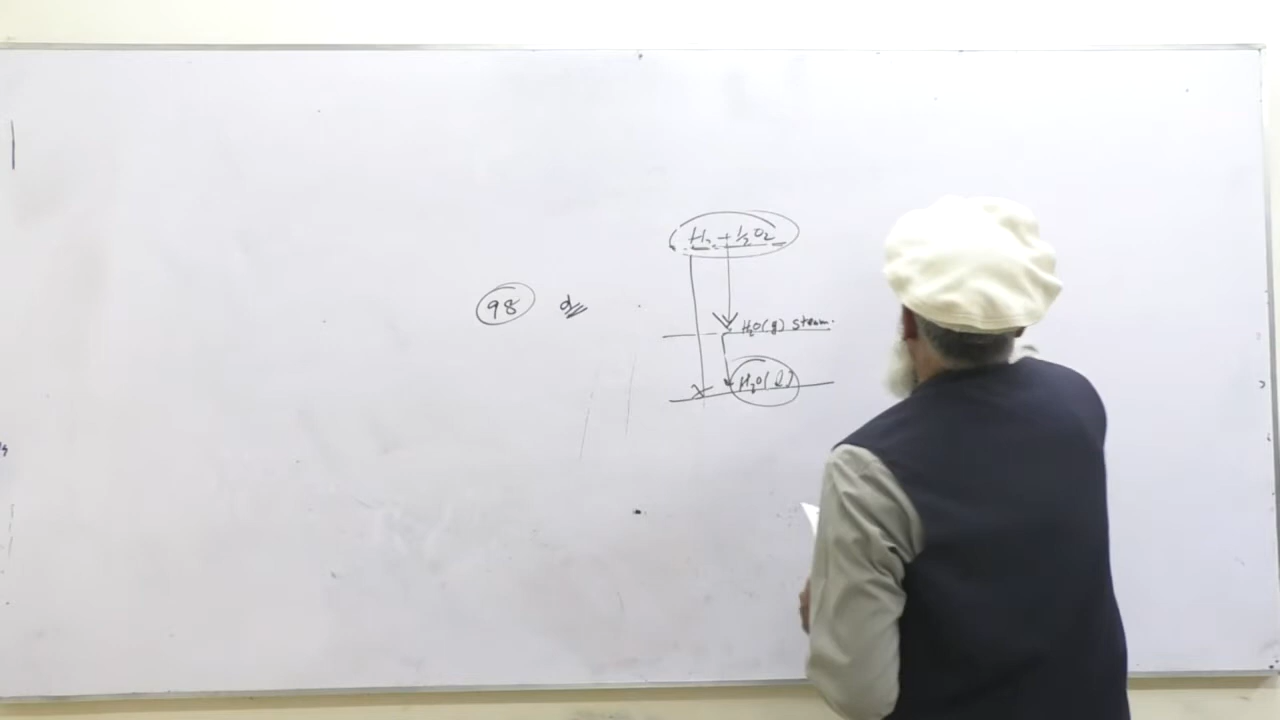 H₂ + ½O₂
98 d
H₂O(g) steam.
H₂O(l)